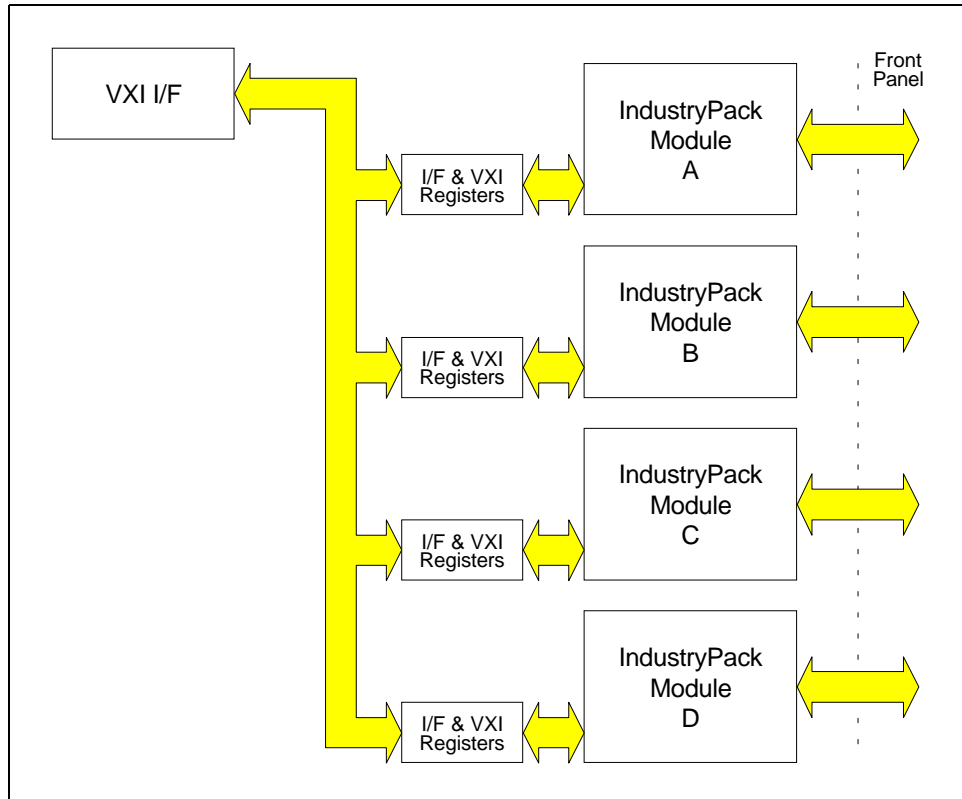 VXI I/F
Front
Panel
IndustryPack
Module
A
I/F & VXI
Registers
IndustryPack
Module
B
I/F & VXI
Registers
IndustryPack
Module
C
I/F & VXI
Registers
IndustryPack
Module
D
I/F & VXI
Registers